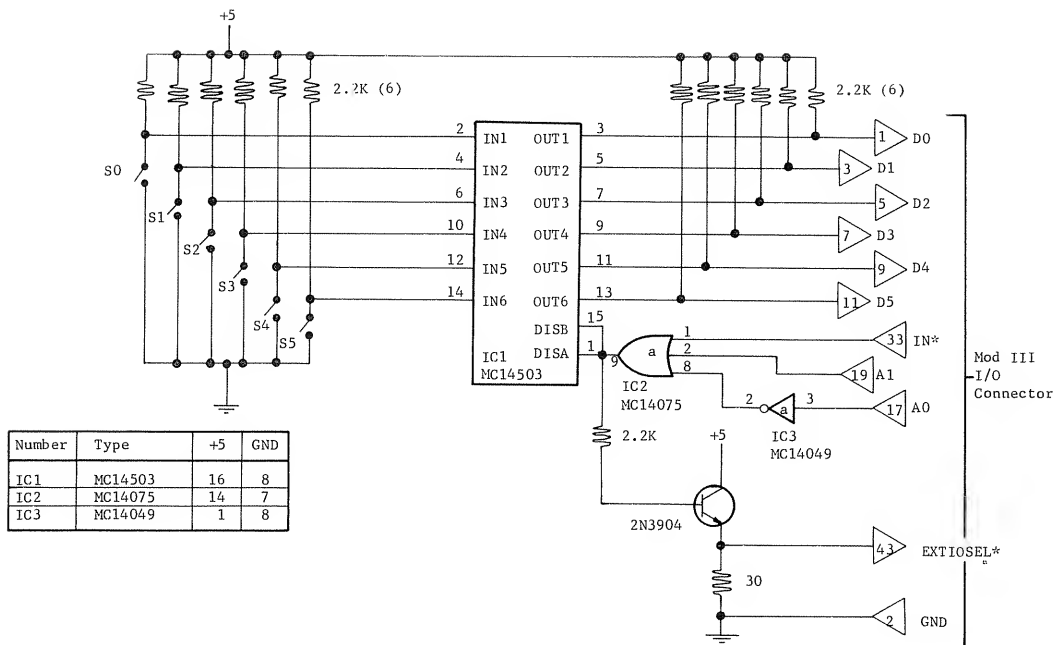 +5
2.2K (6)
2.2K (6)
2 IN1 OUT1 3 1 D0
S0 4 IN2 OUT2 5 3 D1
S1 6 IN3 OUT3 7 5 D2
S2 10 IN4 OUT4 9 7 D3
S3 12 IN5 OUT5 11 9 D4
S4 14 IN6 OUT6 13 11 D5
S5
DISB 15
DISA 1
IC1
MC14503
9 a 1 33 IN*
2 19 A1
8
IC2
MC14075
2 a 3 17 A0
IC3
MC14049
Mod III
I/O
Connector
2.2K
+5
2N3904
43 EXTIOSEL*
30
2 GND
Number Type +5 GND
IC1 MC14503 16 8
IC2 MC14075 14 7
IC3 MC14049 1 8